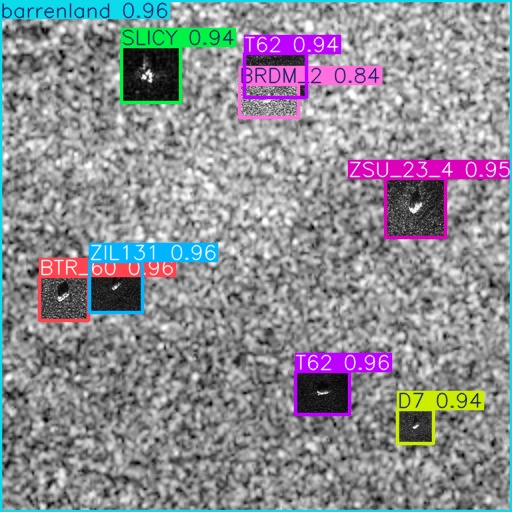 barrenland 0.96
SLICY 0.94
T62 0.94
BRDM_2 0.84
ZSU_23_4 0.95
ZIL131 0.96
BTR_60 0.96
T62 0.96
D7 0.94